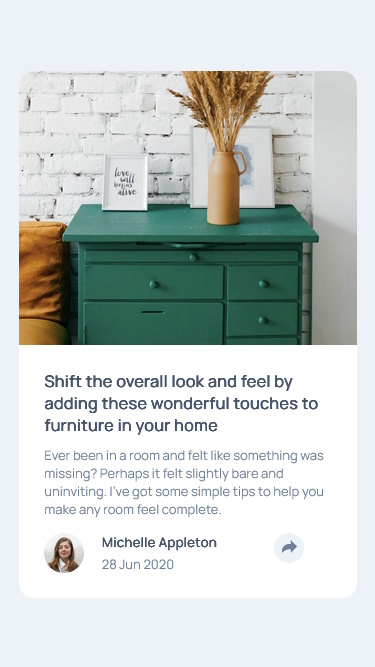 love
will
keep us
alive
Shift the overall look and feel by
adding these wonderful touches to
furniture in your home
Ever been in a room and felt like something was
missing? Perhaps it felt slightly bare and
uninviting. I've got some simple tips to help you
make any room feel complete.
Michelle Appleton
28 Jun 2020